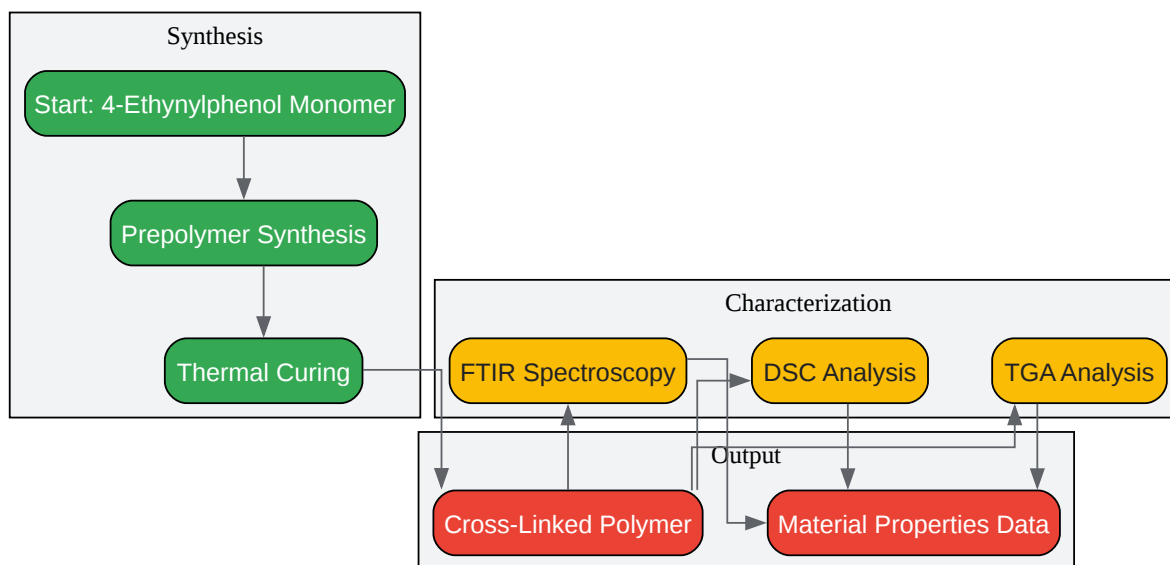 Synthesis
Start: 4-Ethynylphenol Monomer
Prepolymer Synthesis
Thermal Curing
Characterization
FTIR Spectroscopy
DSC Analysis
TGA Analysis
Output
Cross-Linked Polymer
Material Properties Data